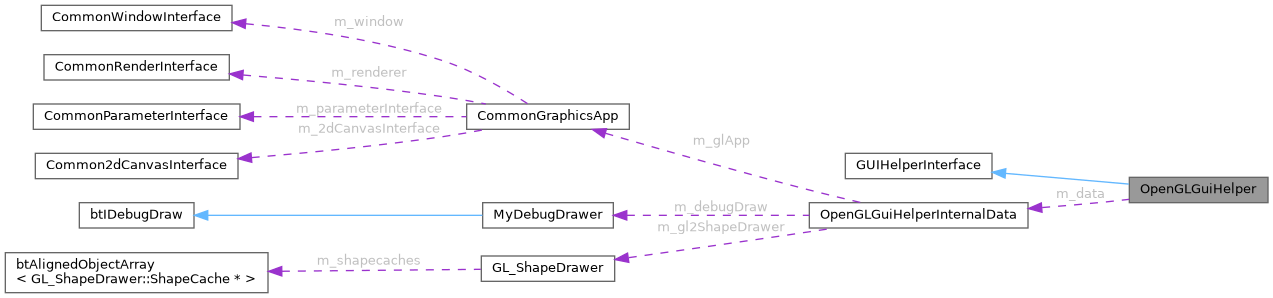 CommonWindowInterface
m_window
CommonRenderInterface
m_renderer
m_parameterInterface
CommonParameterInterface
CommonGraphicsApp
m_2dCanvasInterface
m_glApp
Common2dCanvasInterface
GUIHelperInterface
OpenGLGuiHelper
m_data
btIDebugDraw
MyDebugDrawer
m_debugDraw
OpenGLGuiHelperInternalData
m_gl2ShapeDrawer
btAlignedObjectArray
< GL_ShapeDrawer::ShapeCache * >
m_shapecaches
GL_ShapeDrawer